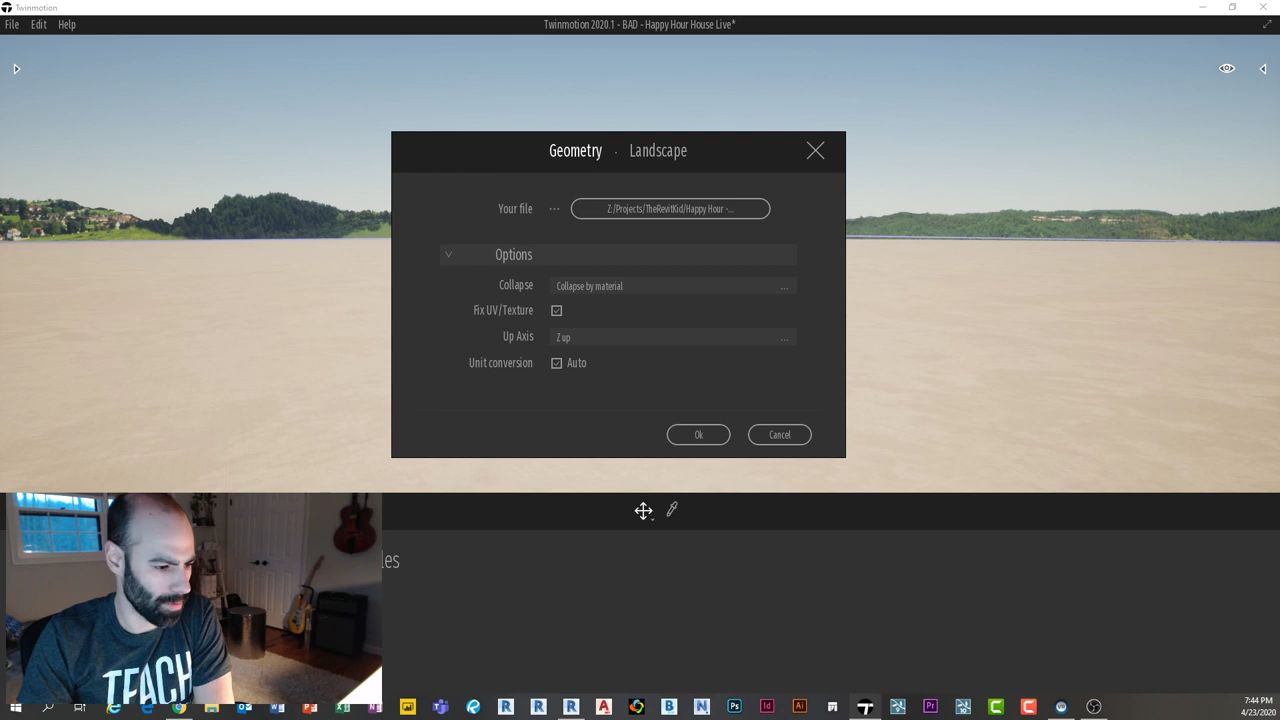 Twinmotion
File Edit Help
Twinmotion 2020.1 - BAD - Happy Hour House Live*
Geometry · Landscape
Your file ... Z:/Projects/TheRevitKid/Happy Hour -...
Options
Collapse Collapse by material ...
Fix UV/Texture
Up Axis Z up ...
Unit conversion Auto
Ok Cancel
les
TEACH
7:44 PM
4/23/2020